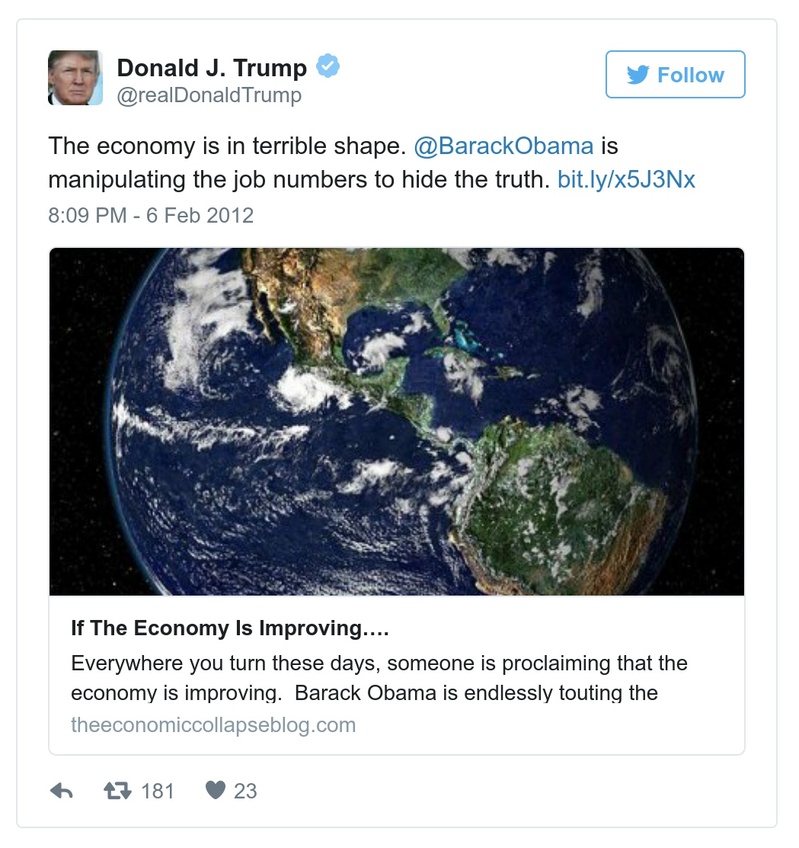 Donald J. Trump
@realDonaldTrump
Follow
The economy is in terrible shape. @BarackObama is
manipulating the job numbers to hide the truth. bit.ly/x5J3Nx
8:09 PM - 6 Feb 2012
If The Economy Is Improving....
Everywhere you turn these days, someone is proclaiming that the
economy is improving.  Barack Obama is endlessly touting the
theeconomiccollapseblog.com
181
23